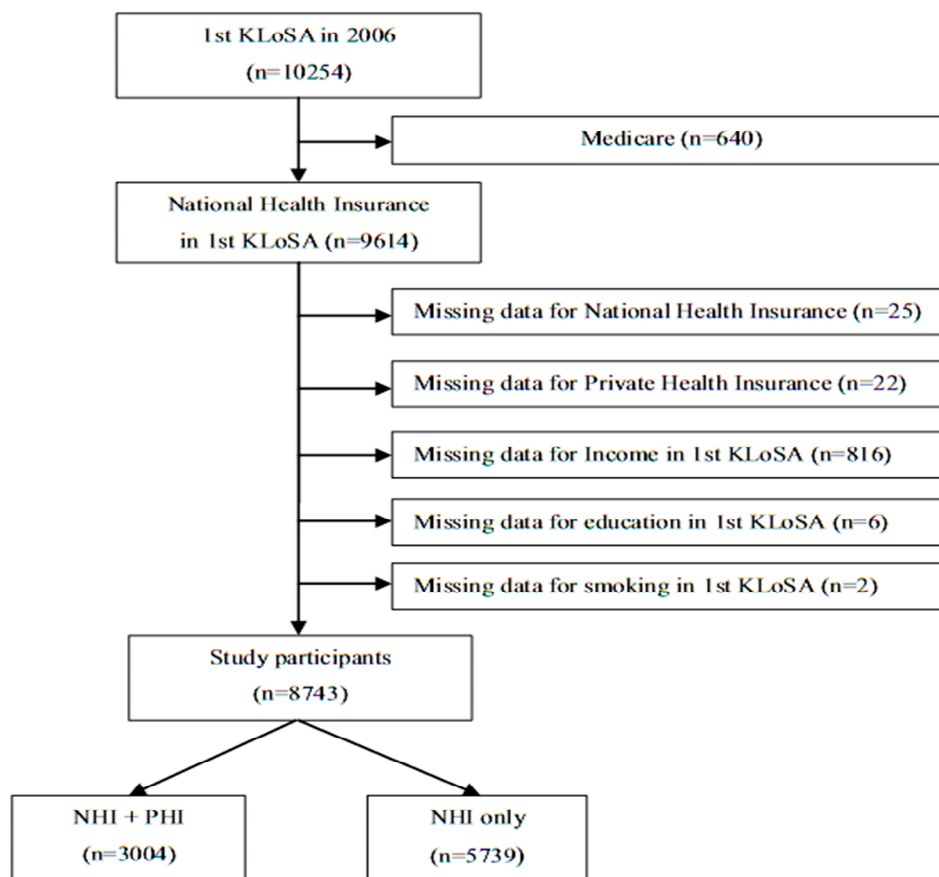 1st KLoSA in 2006
(n=10254)
Medicare (n=640)
National Health Insurance
in 1st KLoSA (n=9614)
Missing data for National Health Insurance (n=25)
Missing data for Private Health Insurance (n=22)
Missing data for Income in 1st KLoSA (n=816)
Missing data for education in 1st KLoSA (n=6)
Missing data for smoking in 1st KLoSA (n=2)
Study participants
(n=8743)
NHI + PHI
(n=3004)
NHI only
(n=5739)